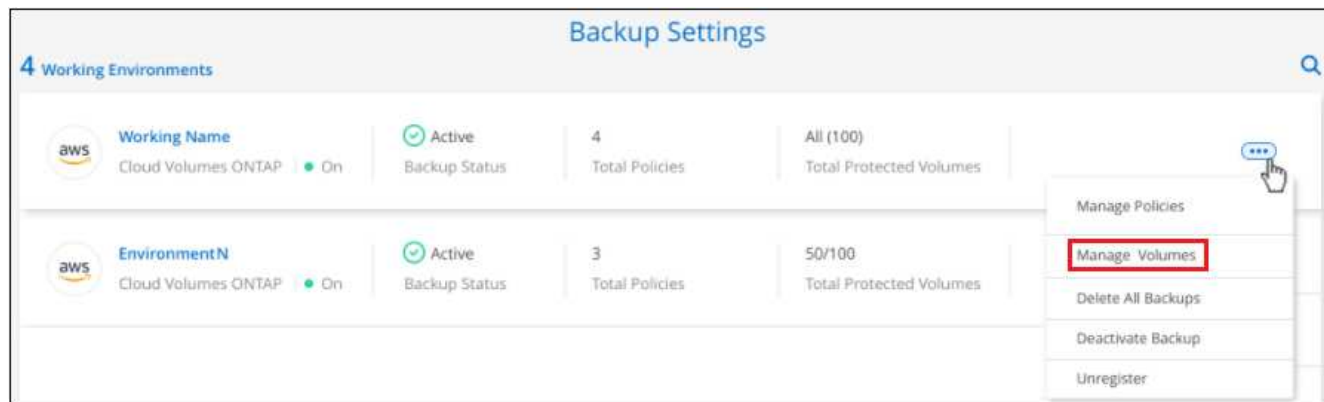 Backup Settings
4 Working Environments
aws
Working Name
Cloud Volumes ONTAP
On
Active
Backup Status
4
Total Policies
All (100)
Total Protected Volumes
Manage Policies
Manage Volumes
Delete All Backups
Deactivate Backup
Unregister
aws
EnvironmentN
Cloud Volumes ONTAP
On
Active
Backup Status
3
Total Policies
50/100
Total Protected Volumes